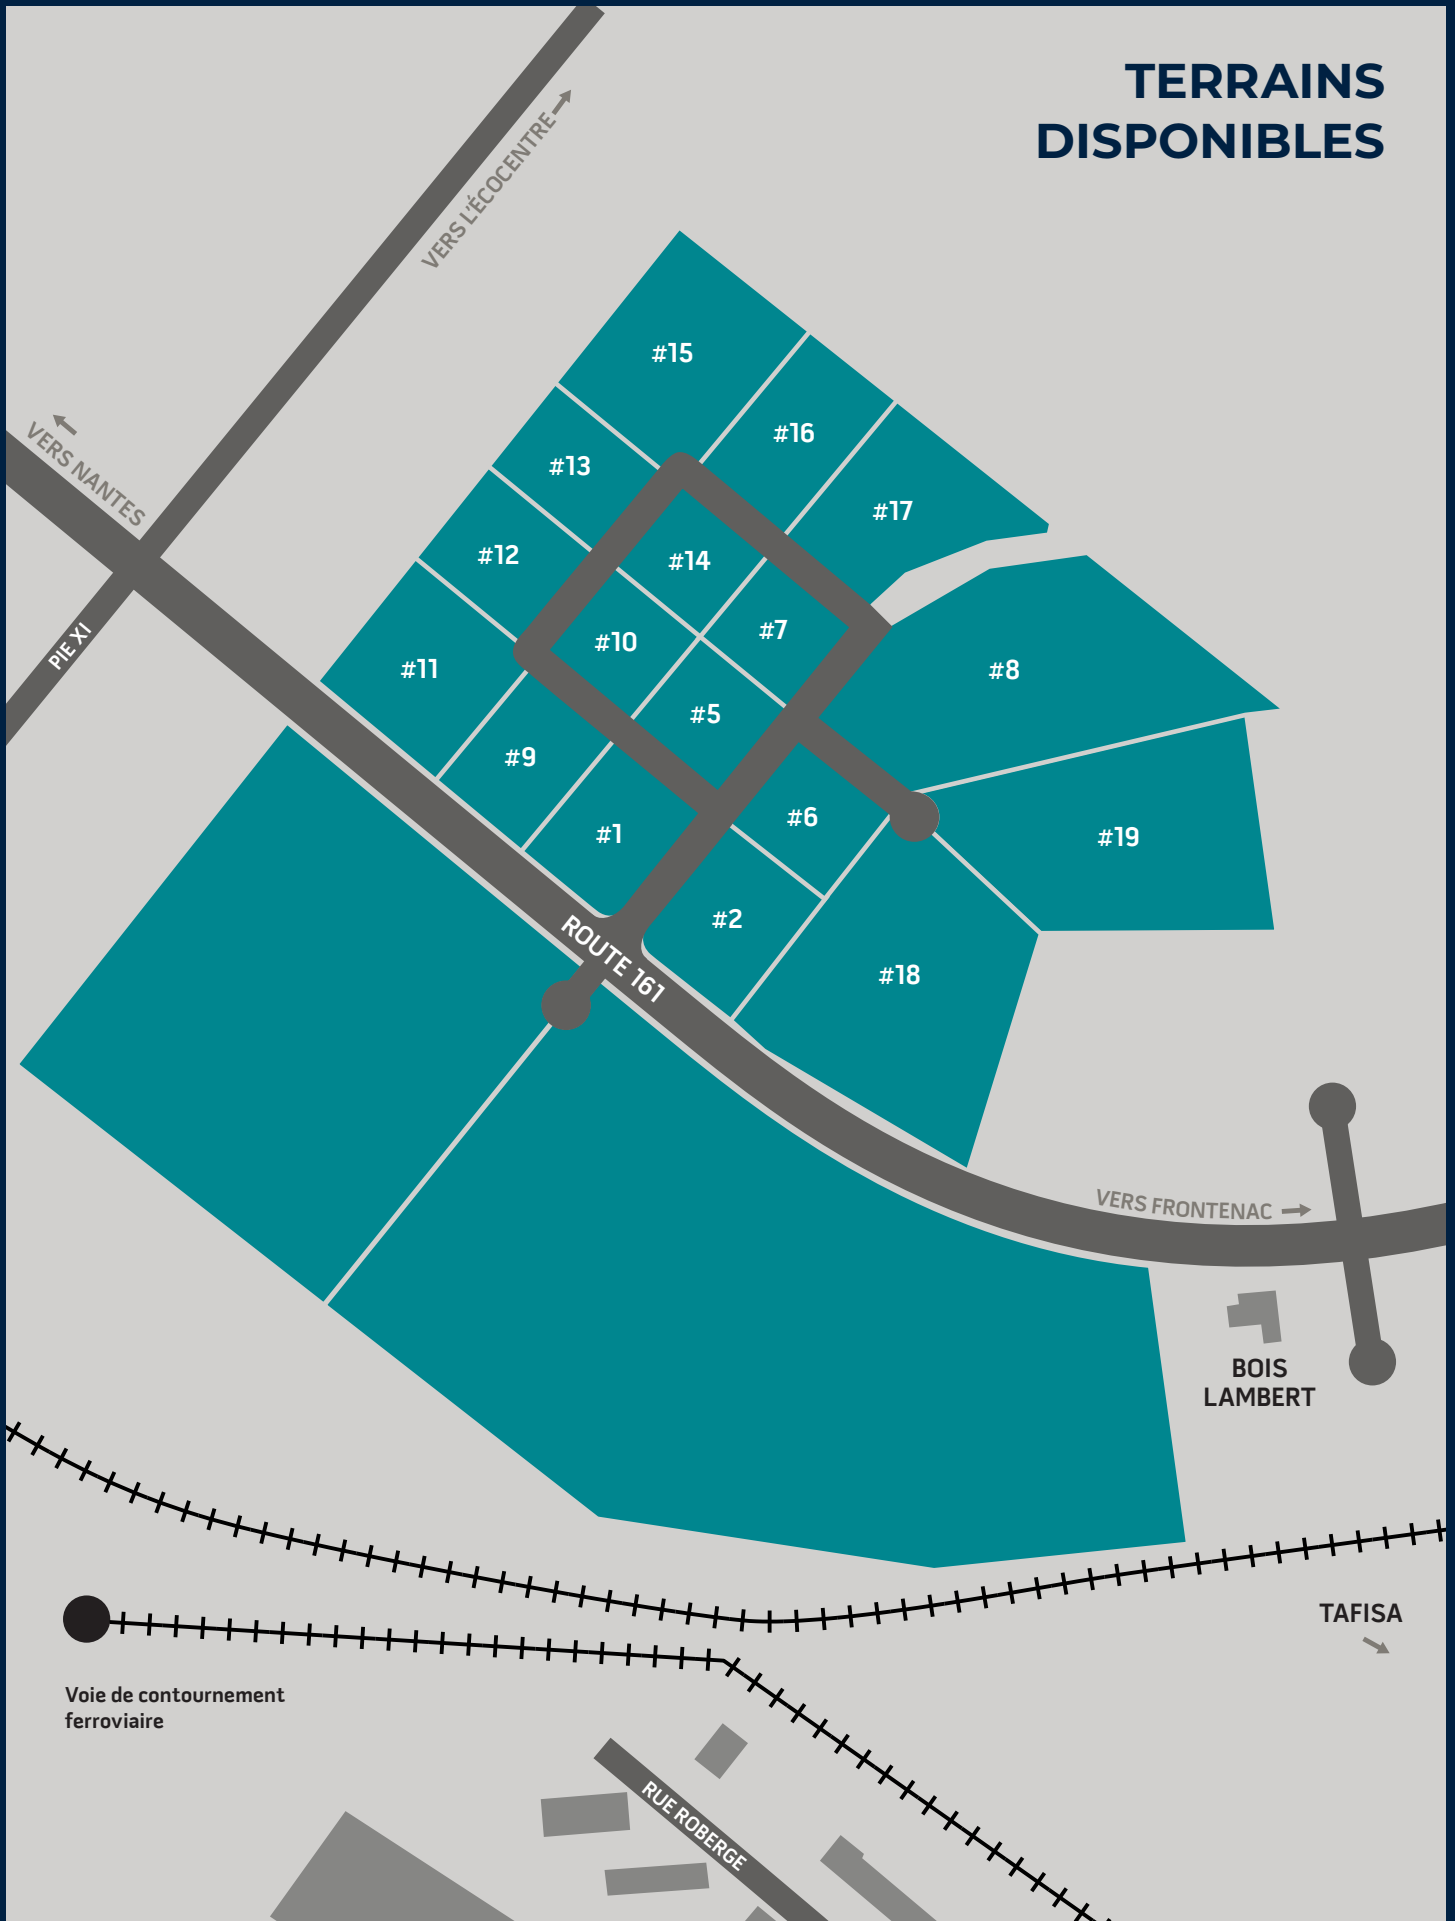 TERRAINS
DISPONIBLES
VERS L'ÉCOCENTRE
#15
#16
VERS NANTES
#13
#17
#12
#14
#7
#10
PIE XI
#11
#8
#5
#9
#6
#1
#19
#2
ROUTE 161
#18
VERS FRONTENAC
BOIS
LAMBERT
TAFISA
Voie de contournement
ferroviaire
RUE ROBERGE